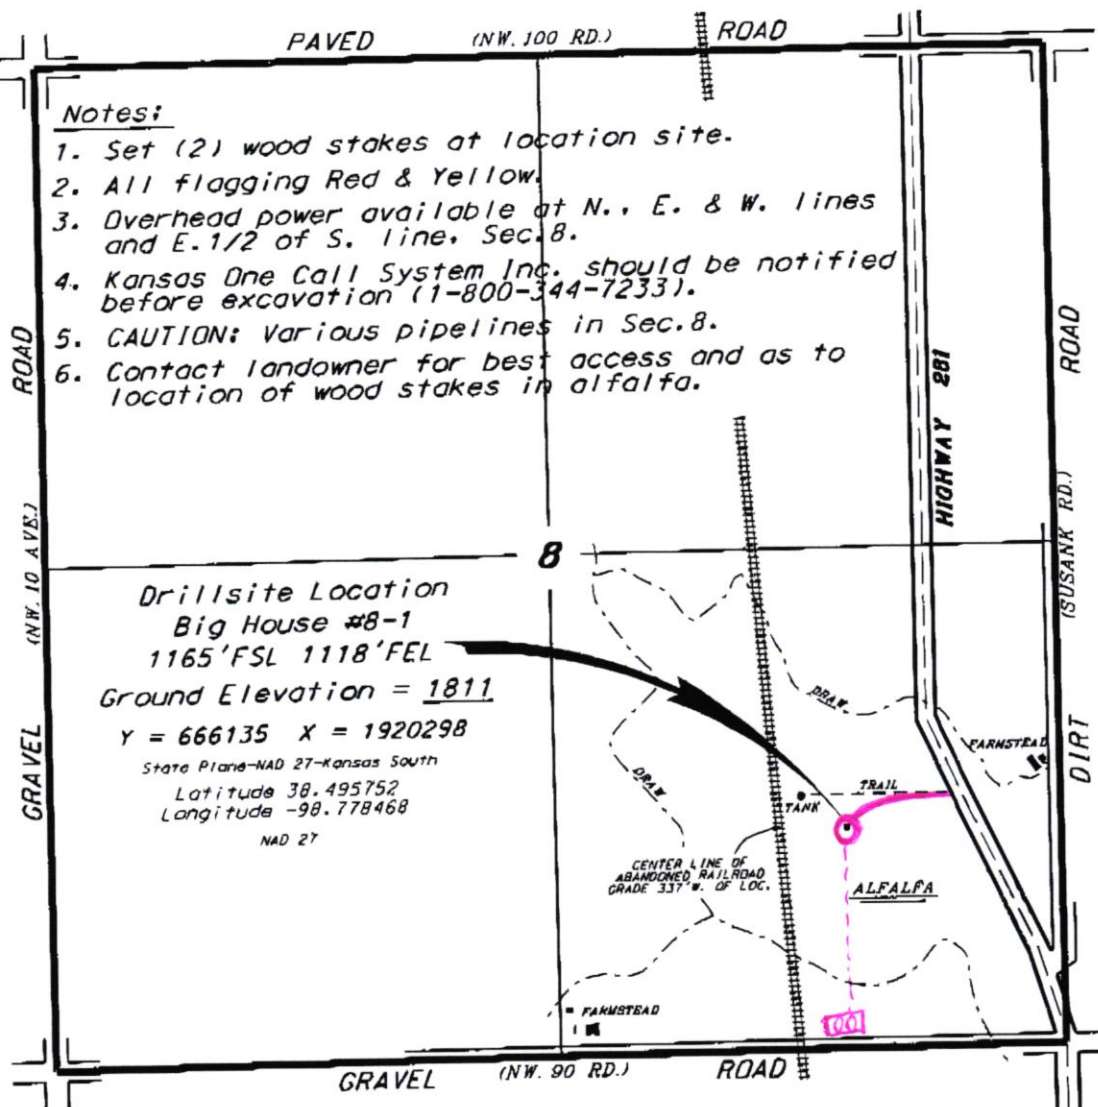 PAVED (NW. 100 RD.) ROAD
Notes:
1. Set (2) wood stakes at location site.
2. All flagging Red & Yellow.
3. Overhead power available at N., E. & W. lines
and E.1/2 of S. line, Sec.8.
4. Kansas One Call System Inc. should be notified
before excavation (1-800-344-7233).
5. CAUTION: Various pipelines in Sec.8.
6. Contact landowner for best access and as to
location of wood stakes in alfalfa.
GRAVEL (NW. 10 AVE.) ROAD
HIGHWAY 281
DIRT (SUSANK RD.) ROAD
8
Drillsite Location
Big House #8-1
1165'FSL 1118'FEL
Ground Elevation = 1811
Y = 666135 X = 1920298
State Plane-NAD 27-Kansas South
Latitude 38.495752
Longitude -98.778468
NAD 27
DRAW
FARMSTEAD
DRAW
TRAIL
TANK
CENTER LINE OF
ABANDONED RAILROAD
GRADE 337'W. OF LOC.
ALFALFA
FARMSTEAD
GRAVEL (NW. 90 RD.) ROAD